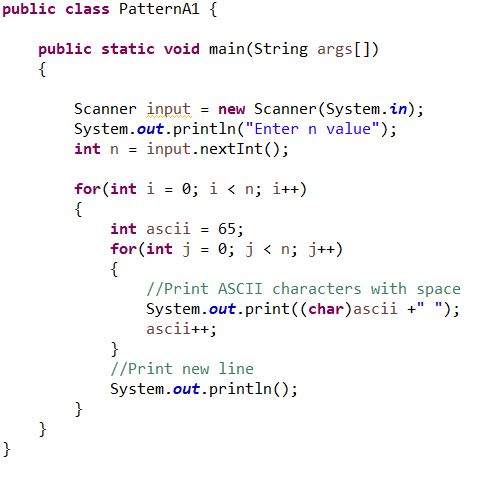 public class PatternA1 {
public static void main(String args[])
{
Scanner input = new Scanner(System.in);
System.out.println("Enter n value");
int n = input.nextInt();
for(int i = 0; i < n; i++)
{
int ascii = 65;
for(int j = 0; j < n; j++)
{
//Print ASCII characters with space
System.out.print((char)ascii +" ");
ascii++;
}
//Print new line
System.out.println();
}
}
}